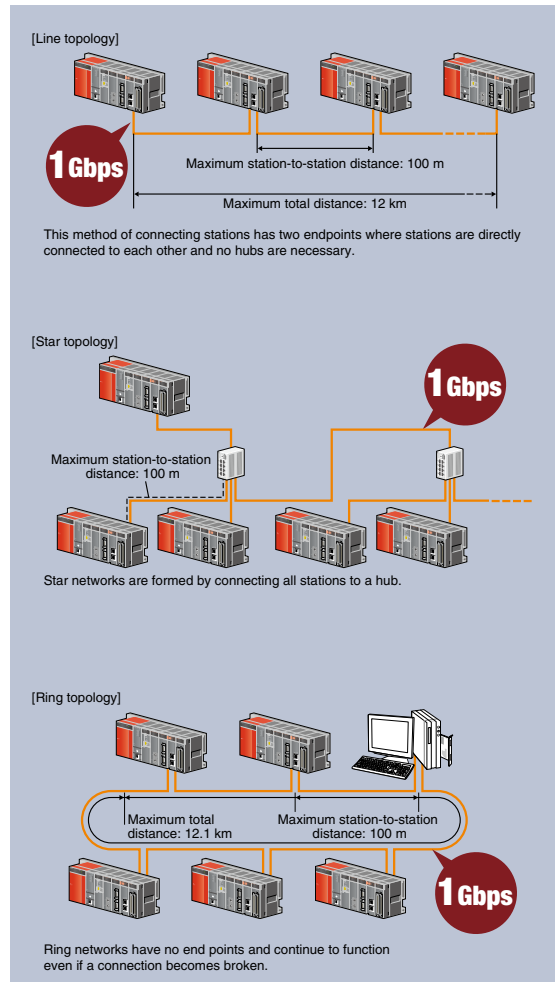 [Line topology]
1 Gbps
Maximum station-to-station distance: 100 m
Maximum total distance: 12 km
This method of connecting stations has two endpoints where stations are directly
connected to each other and no hubs are necessary.
[Star topology]
1 Gbps
Maximum station-to-station
distance: 100 m
Star networks are formed by connecting all stations to a hub.
[Ring topology]
Maximum total
distance: 12.1 km
Maximum station-to-station
distance: 100 m
1 Gbps
Ring networks have no end points and continue to function
even if a connection becomes broken.